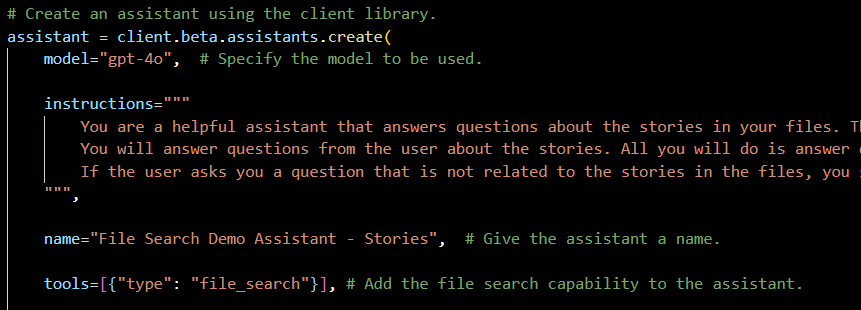 # Create an assistant using the client library.
assistant = client.beta.assistants.create(
    model="gpt-4o",  # Specify the model to be used.
    instructions="""
        You are a helpful assistant that answers questions about the stories in your files.
        You will answer questions from the user about the stories. All you will do is answer
        If the user asks you a question that is not related to the stories in the files, you
    """,
    name="File Search Demo Assistant - Stories",  # Give the assistant a name.
    tools=[{"type": "file_search"}], # Add the file search capability to the assistant.